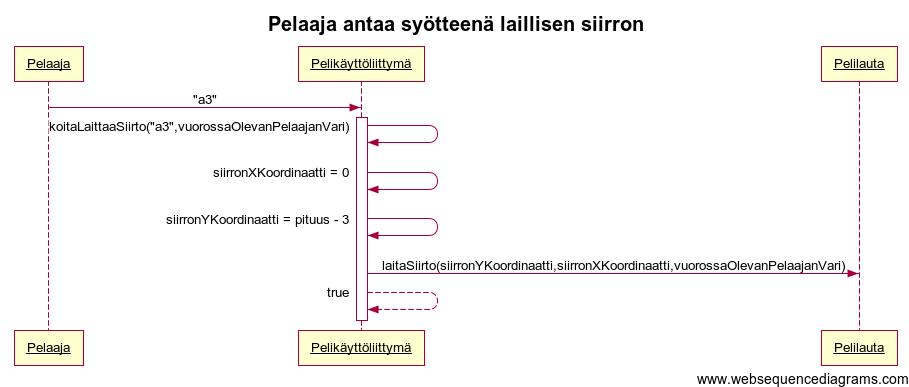 Pelaaja antaa syötteenä laillisen siirron
Pelaaja
Pelikäyttöliittymä
Pelilauta
"a3"
koitaLaittaaSiirto("a3",vuorossaOlevanPelaajanVari)
siirronXKoordinaatti = 0
siirronYKoordinaatti = pituus - 3
laitaSiirto(siirronYKoordinaatti,siirronXKoordinaatti,vuorossaOlevanPelaajanVari)
true
Pelaaja
Pelikäyttöliittymä
Pelilauta
www.websequencediagrams.com